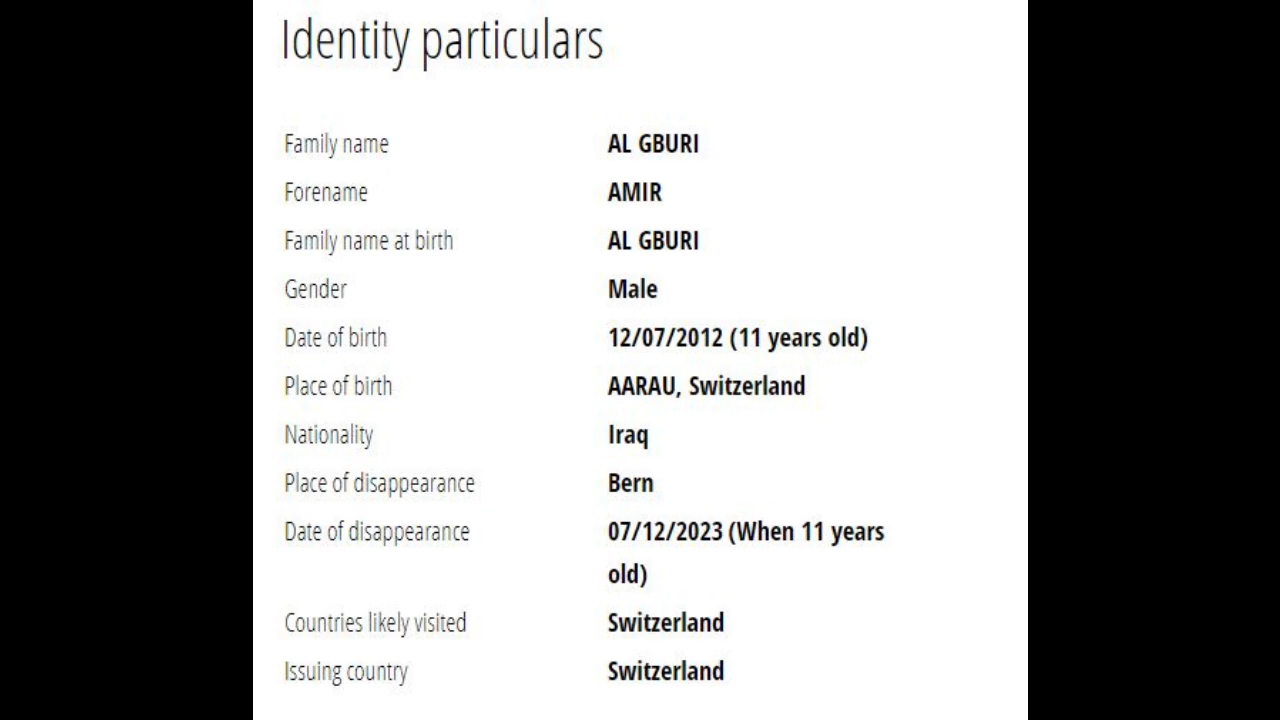 Identity particulars
Family name AL GBURI
Forename AMIR
Family name at birth AL GBURI
Gender Male
Date of birth 12/07/2012 (11 years old)
Place of birth AARAU, Switzerland
Nationality Iraq
Place of disappearance Bern
Date of disappearance 07/12/2023 (When 11 years
old)
Countries likely visited Switzerland
Issuing country Switzerland